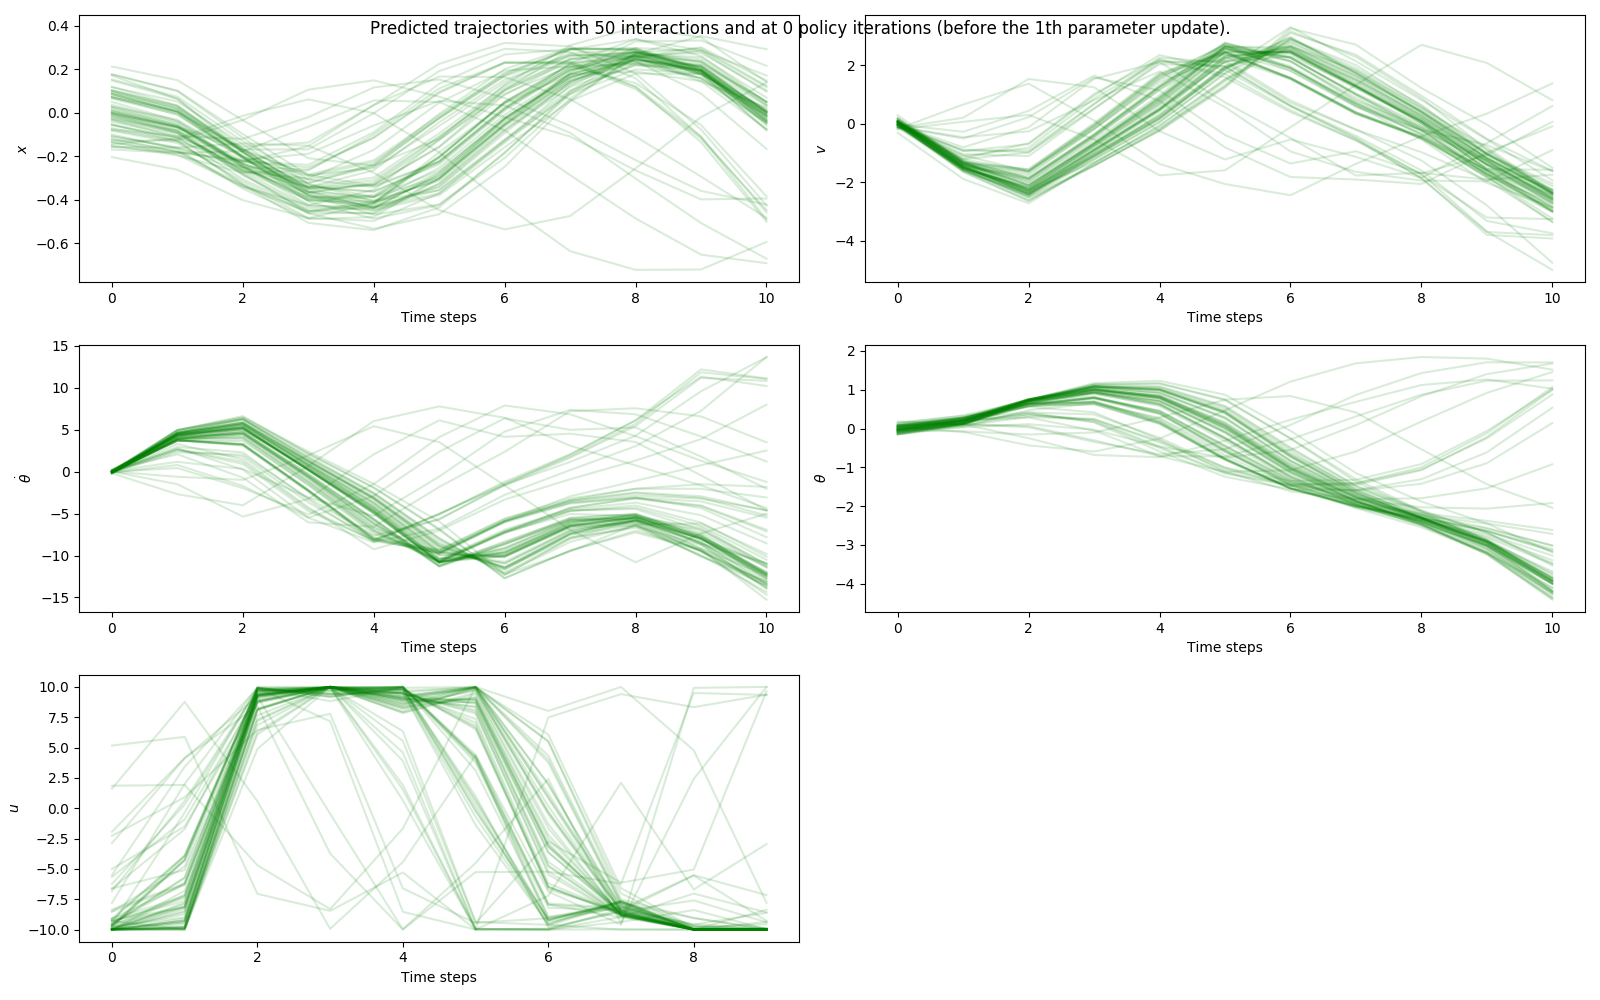 Predicted trajectories with 50 interactions and at 0 policy iterations (before the 1th parameter update).
0.4
0.2
0.0
−0.2
−0.4
−0.6
x
0 2 4 6 8 10
Time steps
2
0
−2
−4
v
0 2 4 6 8 10
Time steps
15
10
5
0
−5
−10
−15
θ̇
0 2 4 6 8 10
Time steps
2
1
0
−1
−2
−3
−4
θ
0 2 4 6 8 10
Time steps
10.0
7.5
5.0
2.5
0.0
−2.5
−5.0
−7.5
−10.0
u
0 2 4 6 8
Time steps